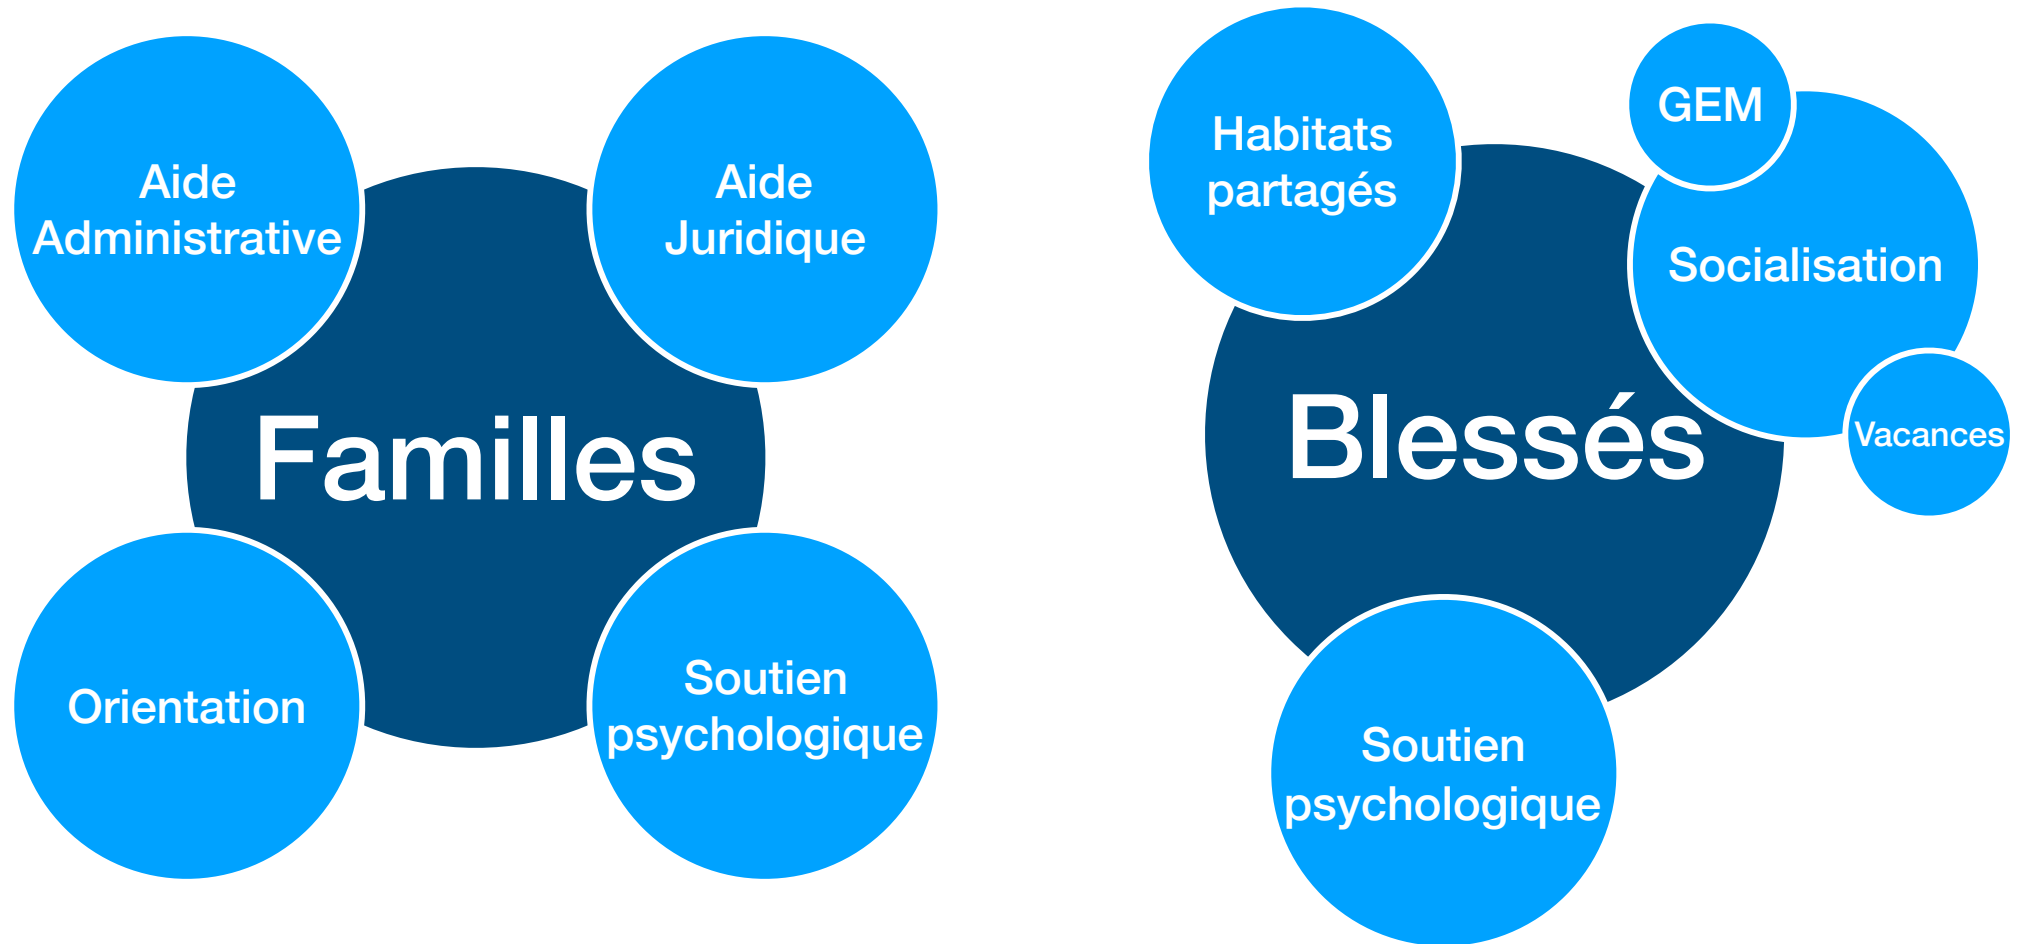 Aide
Administrative
Aide
Juridique
Familles
Orientation
Soutien
psychologique
Habitats
partagés
GEM
Socialisation
Vacances
Blessés
Soutien
psychologique